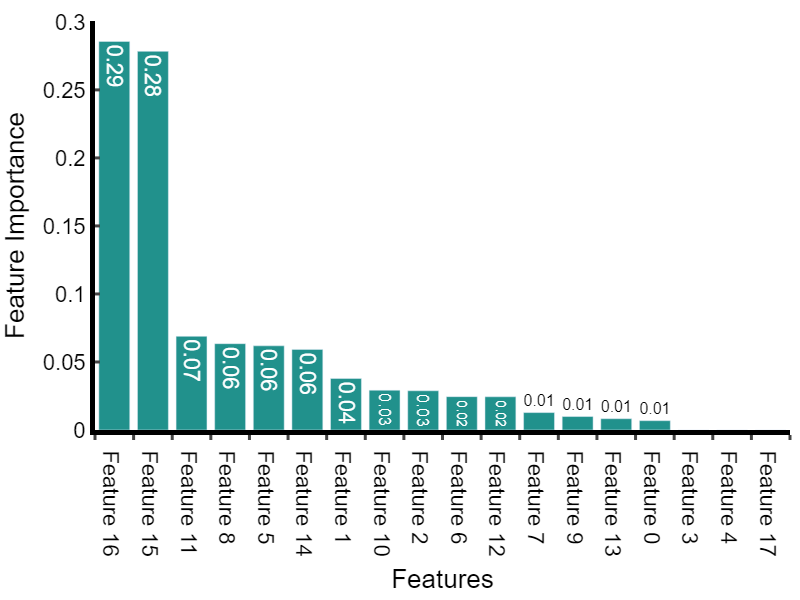 0.3
0.25
0.2
0.15
0.1
0.05
0
Feature Importance
0.29
0.28
0.07
0.06
0.06
0.06
0.04
0.03
0.03
0.02
0.02
0.01
0.01
0.01
0.01
Feature 16
Feature 15
Feature 11
Feature 8
Feature 5
Feature 14
Feature 1
Feature 10
Feature 2
Feature 6
Feature 12
Feature 7
Feature 9
Feature 13
Feature 0
Feature 3
Feature 4
Feature 17
Features